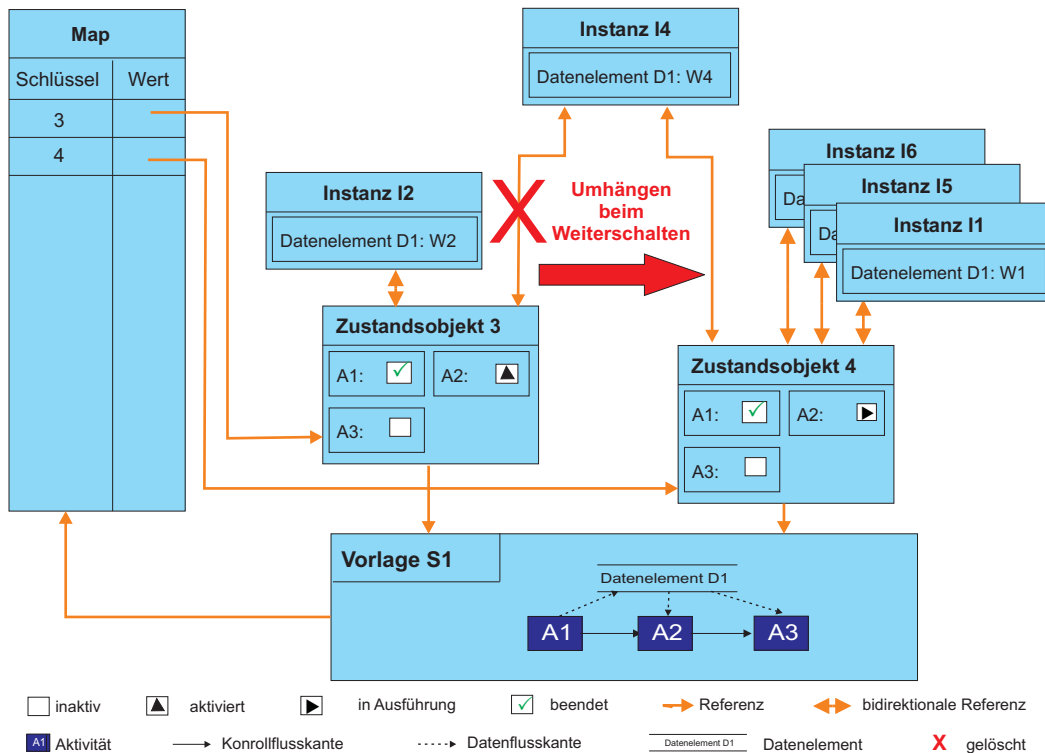 Map
Schlüssel Wert
3
4
Instanz I4
Datenelement D1: W4
Instanz I2
Datenelement D1: W2
X
Umhängen
beim
Weiterschalten
Instanz I6
Da
Instanz I5
Da
Instanz I1
Datenelement D1: W1
Zustandsobjekt 3
A1: A2:
A3:
Zustandsobjekt 4
A1: A2:
A3:
Vorlage S1
Datenelement D1
A1 A2 A3
inaktiv aktiviert in Ausführung beendet Referenz bidirektionale Referenz
A1 Aktivität Konrollflusskante Datenflusskante Datenelement D1 Datenelement X gelöscht